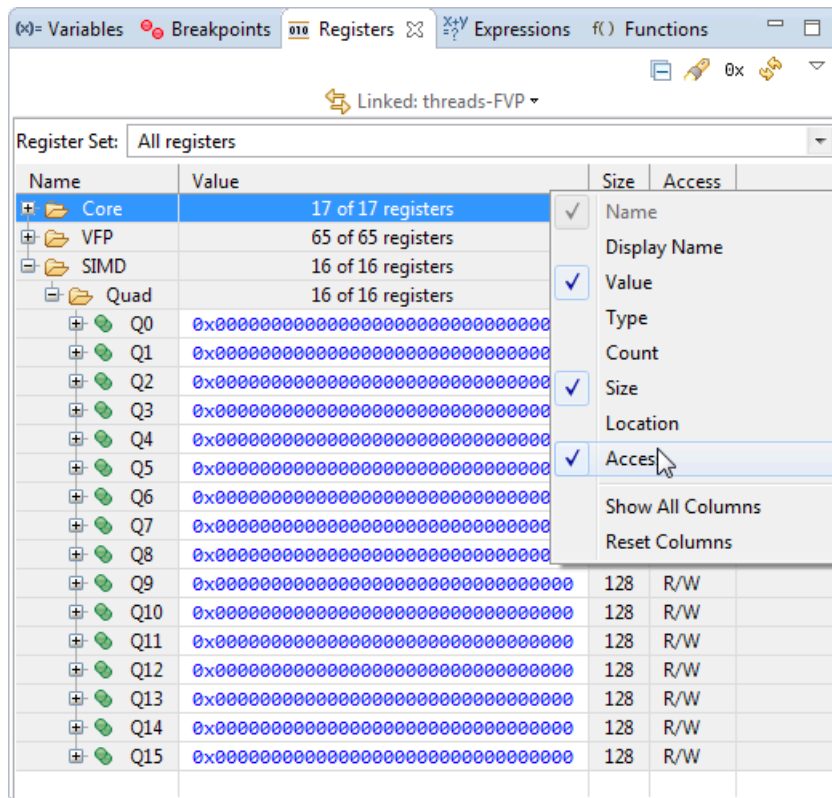 (x)= Variables Breakpoints 010 Registers X+Y =? Expressions f() Functions
0x
Linked: threads-FVP
Register Set: All registers
Name Value Size Access
Core 17 of 17 registers
VFP 65 of 65 registers
SIMD 16 of 16 registers
Quad 16 of 16 registers
Q0 0x000000000000000000000000000000
Q1 0x000000000000000000000000000000
Q2 0x000000000000000000000000000000
Q3 0x000000000000000000000000000000
Q4 0x000000000000000000000000000000
Q5 0x000000000000000000000000000000
Q6 0x000000000000000000000000000000
Q7 0x000000000000000000000000000000
Q8 0x000000000000000000000000000000
Q9 0x00000000000000000000000000000000 128 R/W
Q10 0x00000000000000000000000000000000 128 R/W
Q11 0x00000000000000000000000000000000 128 R/W
Q12 0x00000000000000000000000000000000 128 R/W
Q13 0x00000000000000000000000000000000 128 R/W
Q14 0x00000000000000000000000000000000 128 R/W
Q15 0x00000000000000000000000000000000 128 R/W
Name
Display Name
Value
Type
Count
Size
Location
Access
Show All Columns
Reset Columns